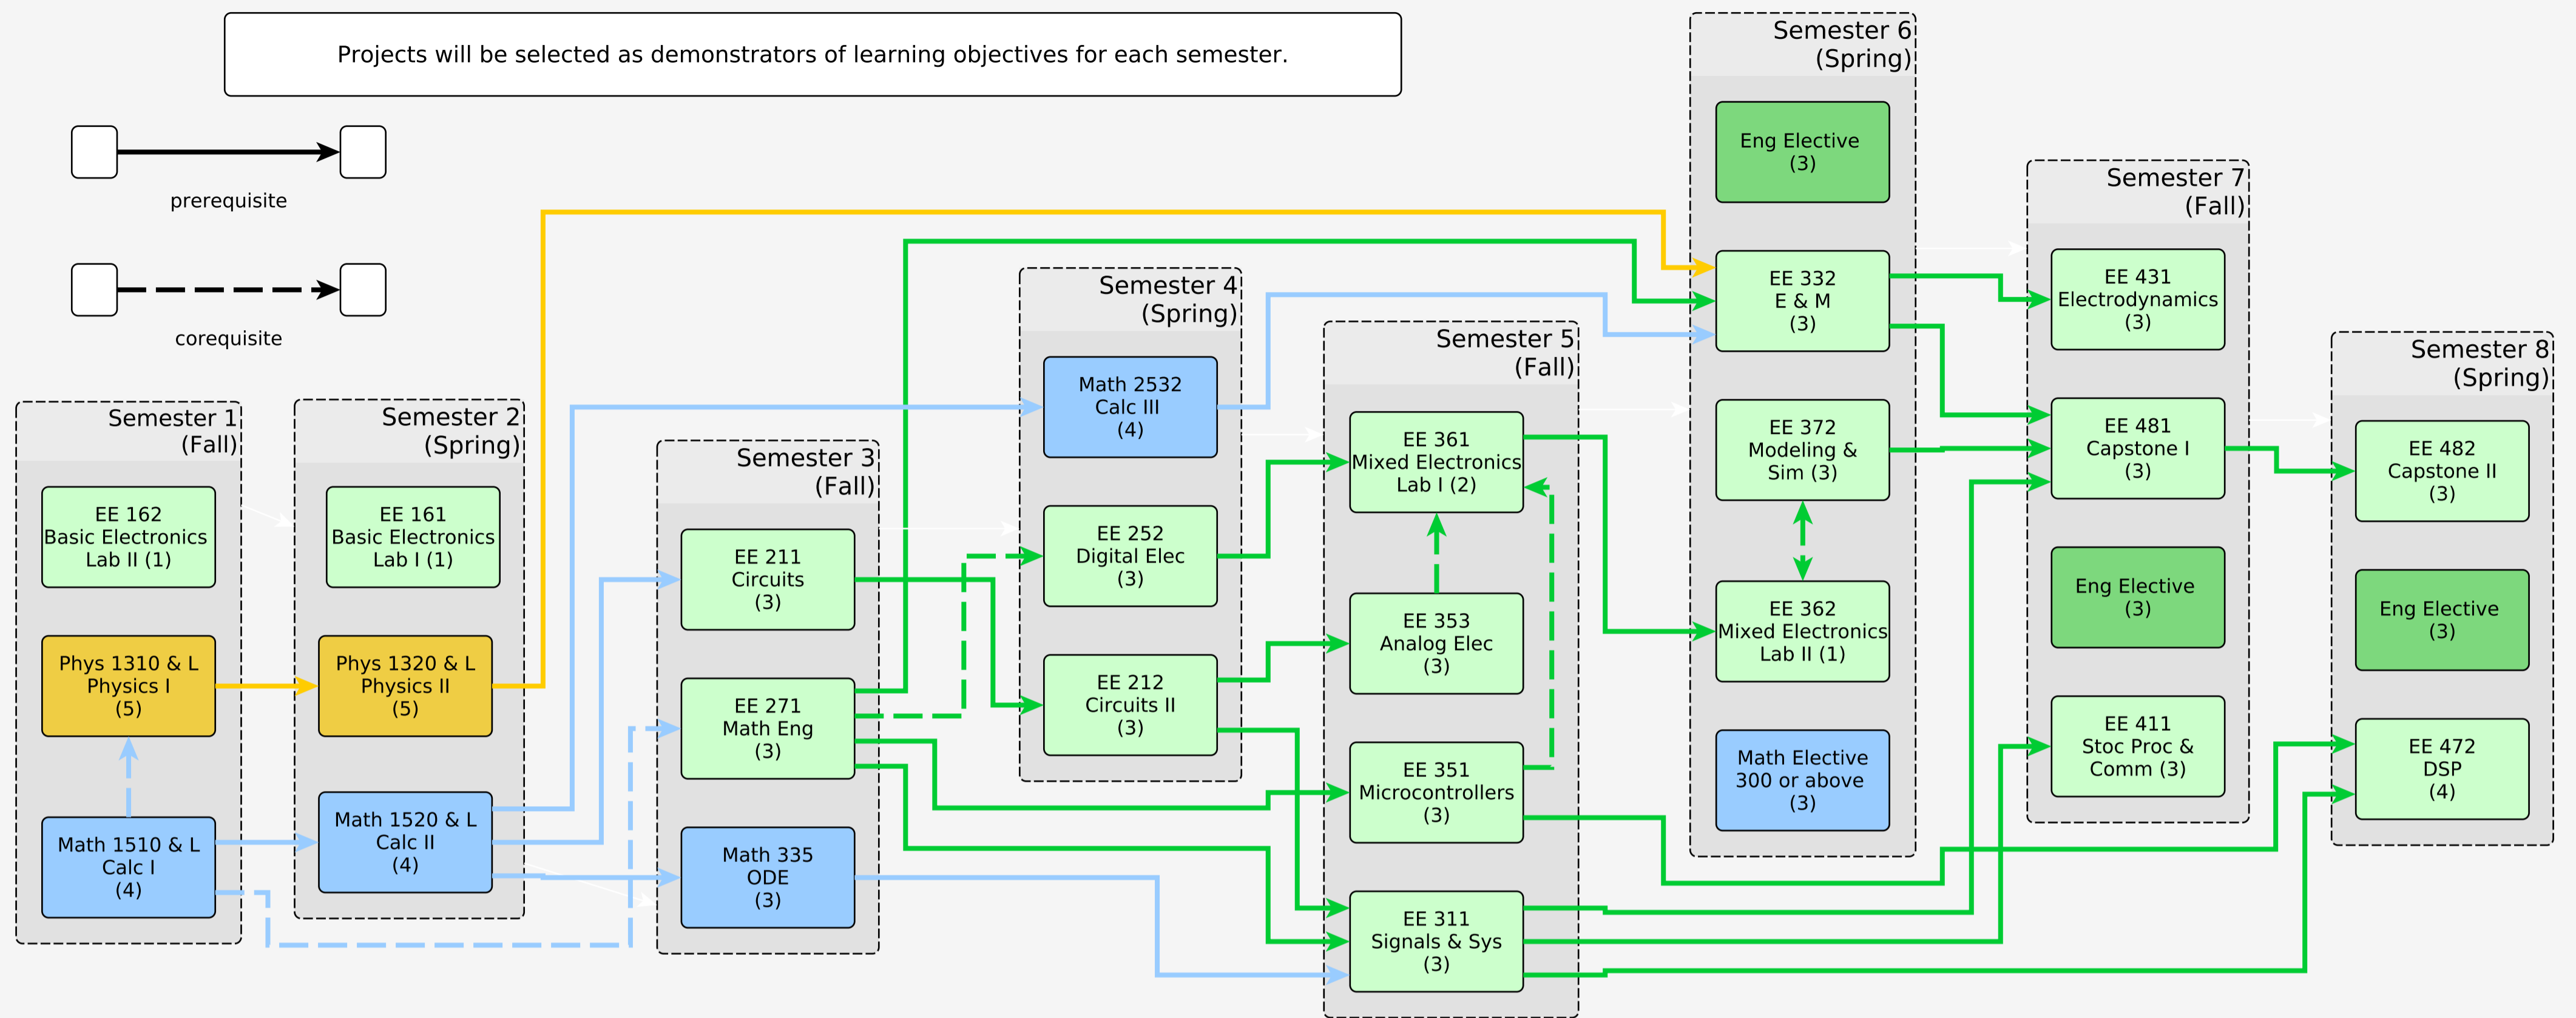 Projects will be selected as demonstrators of learning objectives for each semester.
prerequisite
corequisite
Semester 1
(Fall)
EE 162
Basic Electronics
Lab II (1)
Phys 1310 & L
Physics I
(5)
Math 1510 & L
Calc I
(4)
Semester 2
(Spring)
EE 161
Basic Electronics
Lab I (1)
Phys 1320 & L
Physics II
(5)
Math 1520 & L
Calc II
(4)
Semester 3
(Fall)
EE 211
Circuits
(3)
EE 271
Math Eng
(3)
Math 335
ODE
(3)
Semester 4
(Spring)
Math 2532
Calc III
(4)
EE 252
Digital Elec
(3)
EE 212
Circuits II
(3)
Semester 5
(Fall)
EE 361
Mixed Electronics
Lab I (2)
EE 353
Analog Elec
(3)
EE 351
Microcontrollers
(3)
EE 311
Signals & Sys
(3)
Semester 6
(Spring)
Eng Elective
(3)
EE 332
E & M
(3)
EE 372
Modeling &
Sim (3)
EE 362
Mixed Electronics
Lab II (1)
Math Elective
300 or above
(3)
Semester 7
(Fall)
EE 431
Electrodynamics
(3)
EE 481
Capstone I
(3)
Eng Elective
(3)
EE 411
Stoc Proc &
Comm (3)
Semester 8
(Spring)
EE 482
Capstone II
(3)
Eng Elective
(3)
EE 472
DSP
(4)